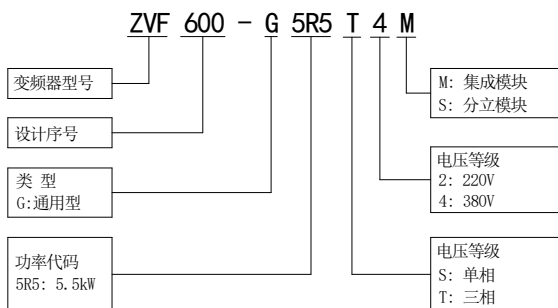 ZVF 600 - G 5R5 T 4 M
变频器型号
设计序号
类 型
G:通用型
功率代码
5R5: 5.5kW
M: 集成模块
S: 分立模块
电压等级
2: 220V
4: 380V
电压等级
S: 单相
T: 三相